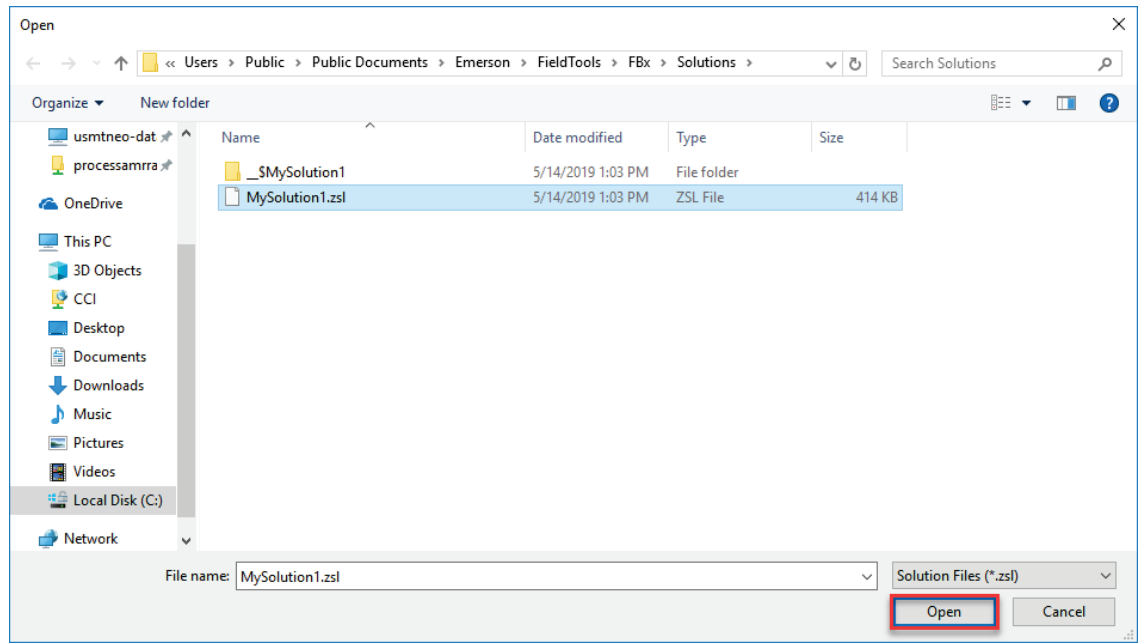 Open
« Users > Public > Public Documents > Emerson > FieldTools > FBx > Solutions >
Search Solutions
Organize
New folder
Name
Date modified
Type
Size
__$MySolution1
5/14/2019 1:03 PM
File folder
MySolution1.zsl
5/14/2019 1:03 PM
ZSL File
414 KB
usmtneo-dat
processamrra
OneDrive
This PC
3D Objects
CCI
Desktop
Documents
Downloads
Music
Pictures
Videos
Local Disk (C:)
Network
File name:
MySolution1.zsl
Solution Files (*.zsl)
Open
Cancel